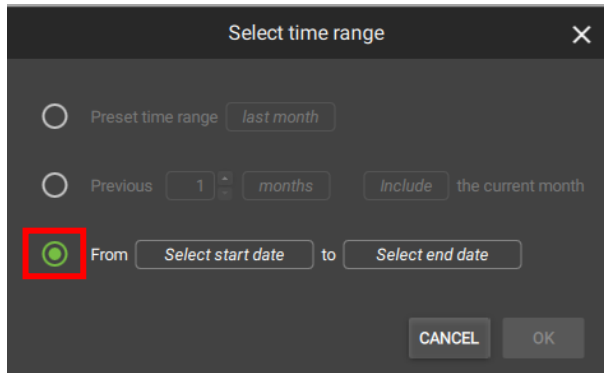 Select time range
Preset time range last month
Previous 1 months Include the current month
From Select start date to Select end date
CANCEL OK